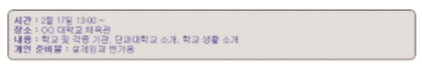 시간 : 2월 17일 13:00 ~
장소 : OO 대학교 체육관
내용 : 학교 및 각종 기관, 단과대학교 소개, 학교 생활 소개
개인 준비물 : 설레임과 반가움